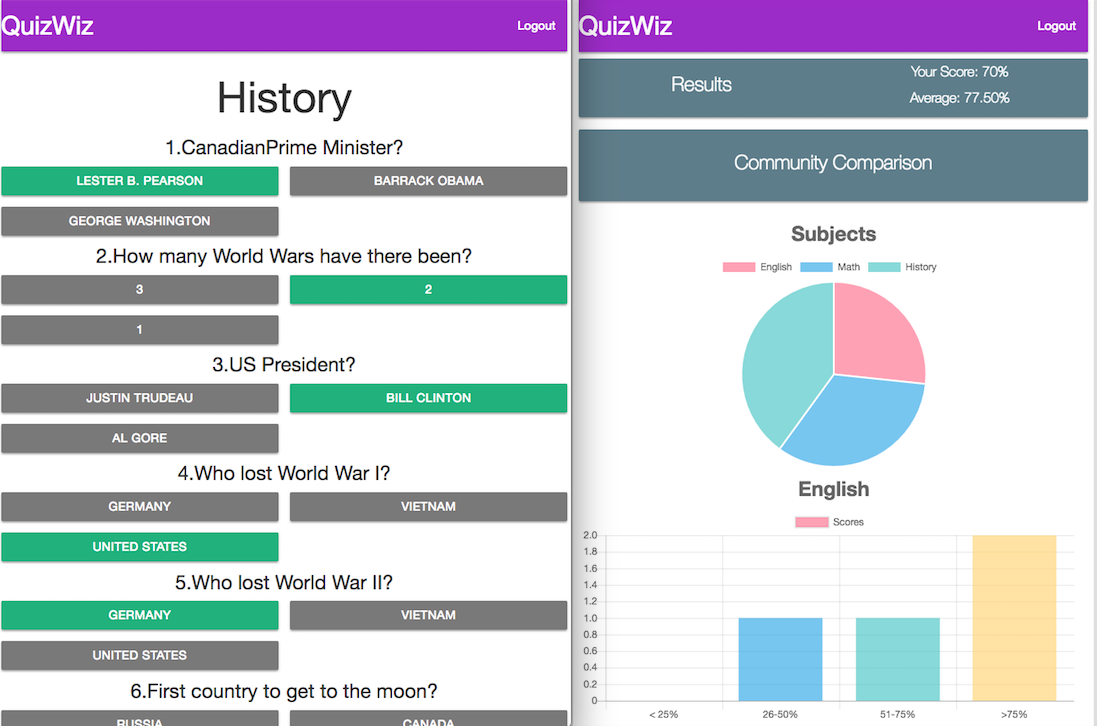 QuizWiz
Logout
History
1.CanadianPrime Minister?
LESTER B. PEARSON
BARRACK OBAMA
GEORGE WASHINGTON
2.How many World Wars have there been?
3
2
1
3.US President?
JUSTIN TRUDEAU
BILL CLINTON
AL GORE
4.Who lost World War I?
GERMANY
VIETNAM
UNITED STATES
5.Who lost World War II?
GERMANY
VIETNAM
UNITED STATES
6.First country to get to the moon?
RUSSIA
CANADA
QuizWiz
Logout
Results
Your Score: 70%
Average: 77.50%
Community Comparison
Subjects
English
Math
History
English
Scores
2.0
1.8
1.6
1.4
1.2
1.0
0.8
0.6
0.4
0.2
0
< 25%
26-50%
51-75%
>75%